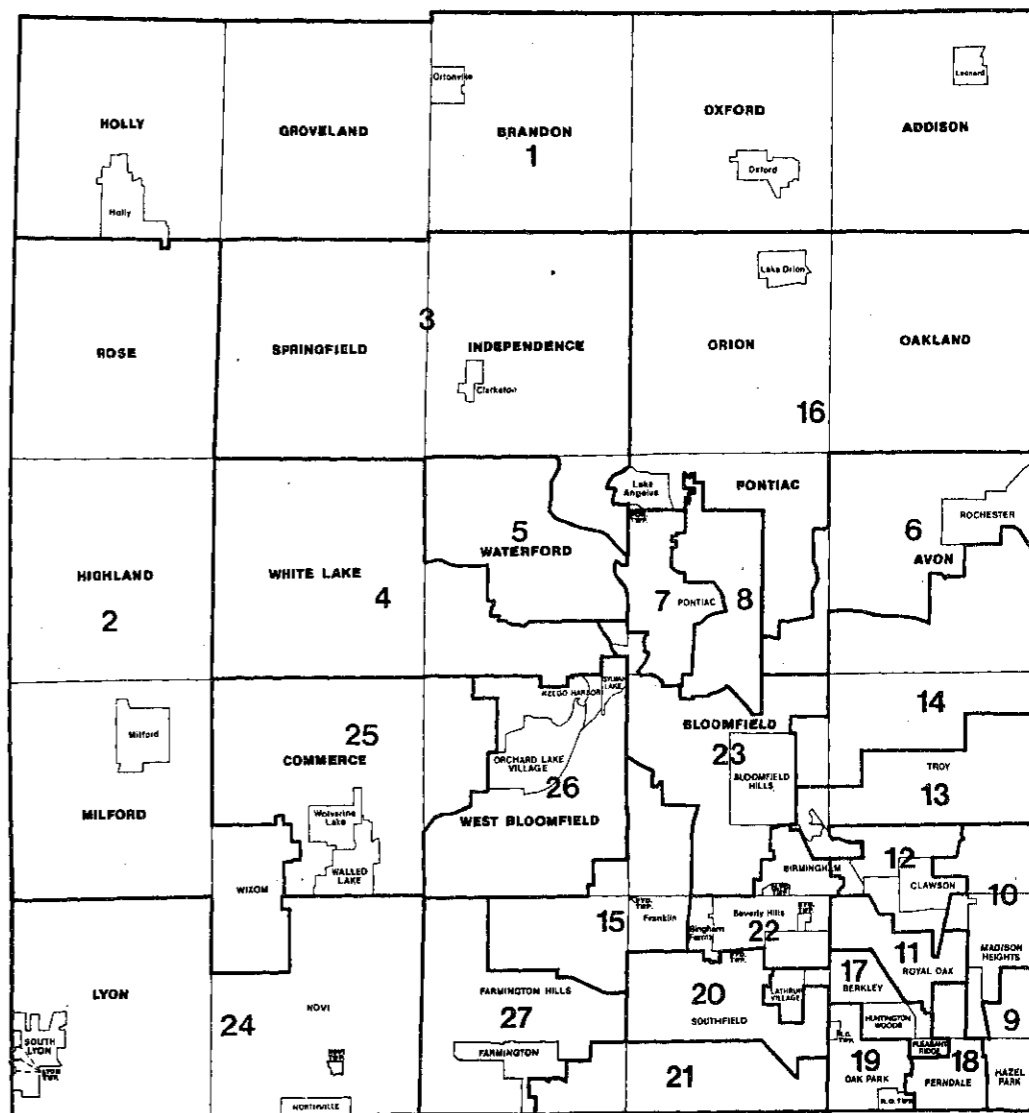 Ortonville
Leonard
OXFORD
HOLLY
GROVELAND
BRANDON
ADDISON
1
Oxford
Holly
Lake Orion
3
ROSE
SPRINGFIELD
INDEPENDENCE
ORION
OAKLAND
Clarkston
16
Lake
Angelus
PONTIAC
ROCHESTER
5
6
WATERFORD
AVON
HIGHLAND
WHITE LAKE
4
7
PONTIAC
8
2
SYLVAN
LAKE
KEEGO HARBOR
14
BLOOMFIELD
Milford
25
COMMERCE
ORCHARD LAKE
VILLAGE
23
BLOOMFIELD
HILLS
TROY
26
13
MILFORD
Wolverine
Lake
WEST BLOOMFIELD
WALLED
LAKE
12
BIRMINGHAM
CLAWSON
WIXOM
10
15
Franklin
Beverly Hills
Bingham
Farms
22
11
MADISON
HEIGHTS
17
ROYAL OAK
BERKLEY
LYON
NOVI
FARMINGTON HILLS
20
LATHRUP
VILLAGE
24
27
SOUTHFIELD
HUNTINGTON
WOODS
9
SOUTH
LYON
R.O.
TWP.
PLEASANT
RIDGE
FARMINGTON
19
18
21
OAK PARK
FERNDALE
HAZEL
PARK
R.O. TWP.
NORTHVILLE